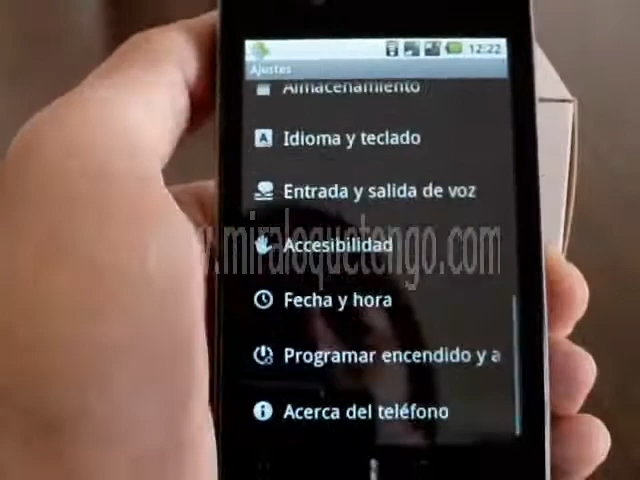 12:22
Ajustes
Almacenamiento
Idioma y teclado
Entrada y salida de voz
Accesibilidad
www.miraloquetengo.com
Fecha y hora
Programar encendido y a
Acerca del teléfono